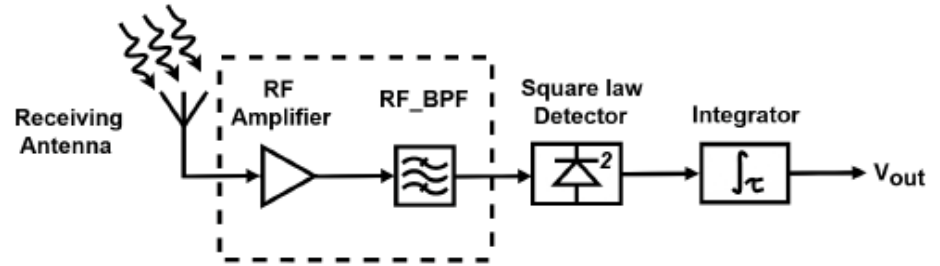 Receiving
Antenna
RF
Amplifier
RF_BPF
Square law
Detector
2
Integrator
∫τ
Vout